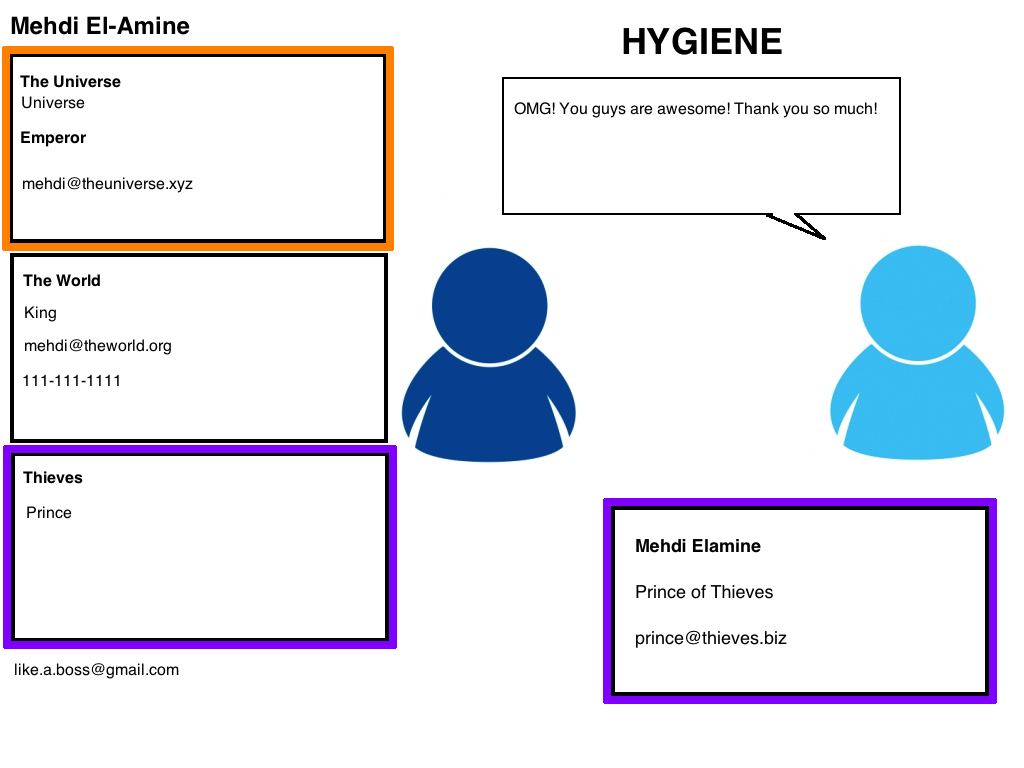 Mehdi El-Amine
The Universe
Universe
Emperor
mehdi@theuniverse.xyz
The World
King
mehdi@theworld.org
111-111-1111
Thieves
Prince
like.a.boss@gmail.com
HYGIENE
OMG! You guys are awesome! Thank you so much!
Mehdi Elamine
Prince of Thieves
prince@thieves.biz